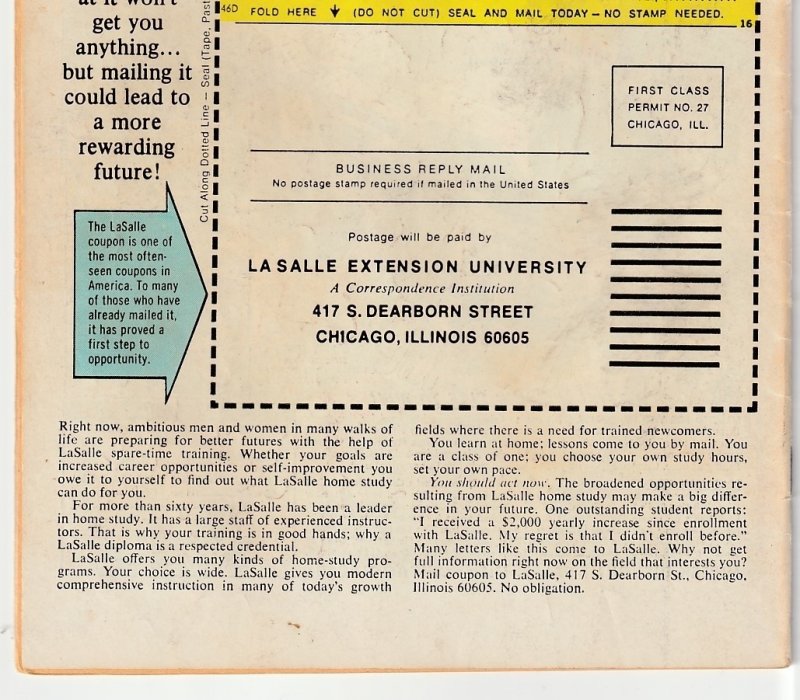 at it won't
get you
anything...
but mailing it
could lead to
a more
rewarding
future!
The LaSalle
coupon is one of
the most often-
seen coupons in
America. To many
of those who have
already mailed it,
it has proved a
first step to
opportunity.
Cut Along Dotted Line — Seal (Tape, Past
46D FOLD HERE ↓ (DO NOT CUT) SEAL AND MAIL TODAY – NO STAMP NEEDED.
16
FIRST CLASS
PERMIT NO. 27
CHICAGO, ILL.
BUSINESS REPLY MAIL
No postage stamp required if mailed in the United States
Postage will be paid by
LA SALLE EXTENSION UNIVERSITY
A Correspondence Institution
417 S. DEARBORN STREET
CHICAGO, ILLINOIS 60605
Right now, ambitious men and women in many walks of
life are preparing for better futures with the help of
LaSalle spare-time training. Whether your goals are
increased career opportunities or self-improvement you
owe it to yourself to find out what LaSalle home study
can do for you.
For more than sixty years, LaSalle has been a leader
in home study. It has a large staff of experienced instruc-
tors. That is why your training is in good hands; why a
LaSalle diploma is a respected credential.
LaSalle offers you many kinds of home-study pro-
grams. Your choice is wide. LaSalle gives you modern
comprehensive instruction in many of today's growth
fields where there is a need for trained newcomers.
You learn at home; lessons come to you by mail. You
are a class of one; you choose your own study hours,
set your own pace.
You should act now. The broadened opportunities re-
sulting from LaSalle home study may make a big differ-
ence in your future. One outstanding student reports:
"I received a $2,000 yearly increase since enrollment
with LaSalle. My regret is that I didn't enroll before."
Many letters like this come to LaSalle. Why not get
full information right now on the field that interests you?
Mail coupon to LaSalle, 417 S. Dearborn St., Chicago,
Illinois 60605. No obligation.